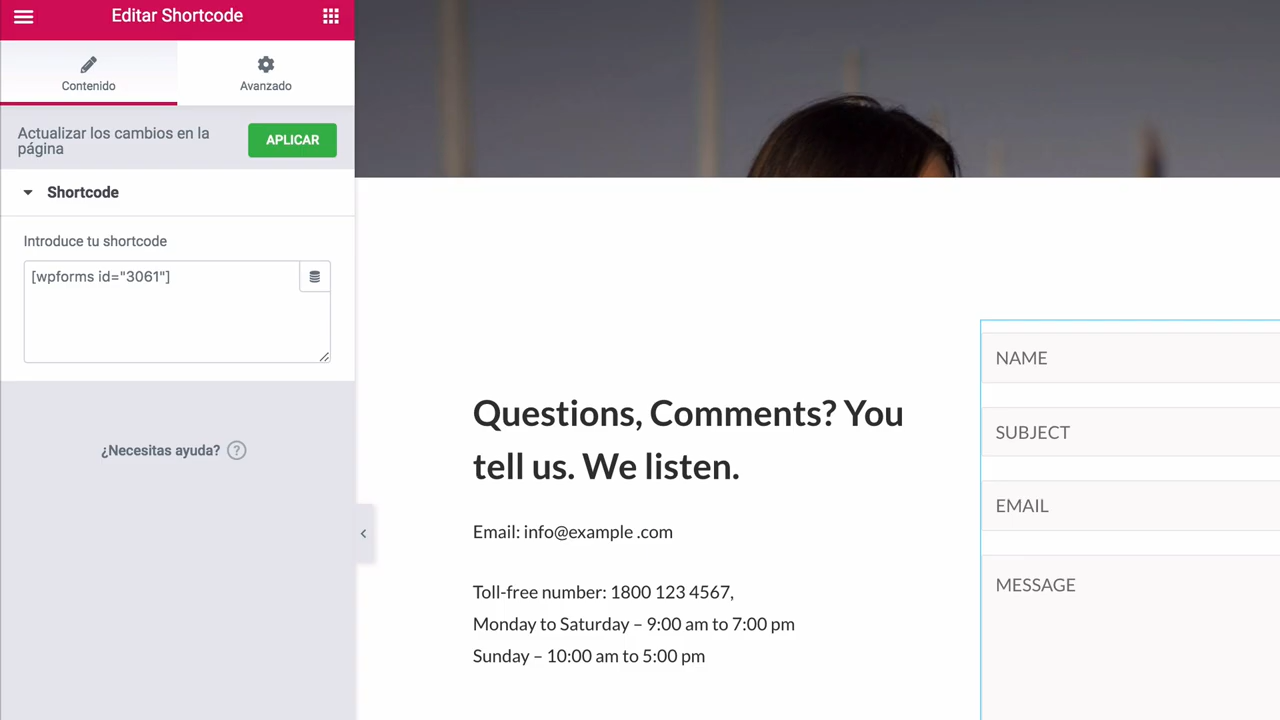 Editar Shortcode
Contenido
Avanzado
Actualizar los cambios en la
página
APLICAR
Shortcode
Introduce tu shortcode
[wpforms id="3061"]
¿Necesitas ayuda? ?
Questions, Comments? You
tell us. We listen.
Email: info@example .com
Toll-free number: 1800 123 4567,
Monday to Saturday – 9:00 am to 7:00 pm
Sunday – 10:00 am to 5:00 pm
NAME
SUBJECT
EMAIL
MESSAGE